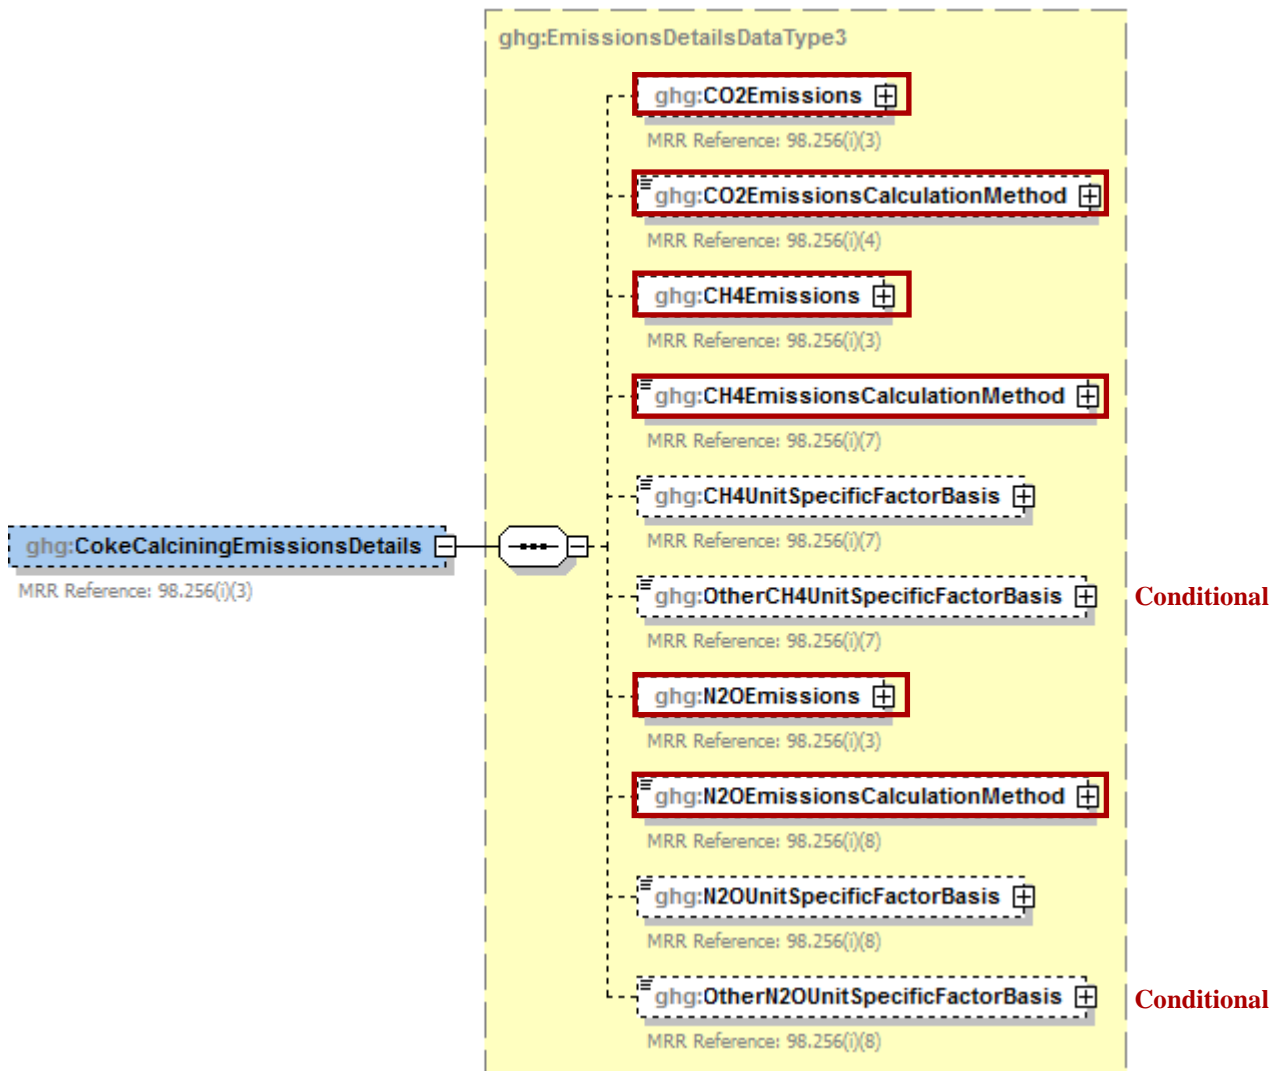 ghg:EmissionsDetailsDataType3
ghg:CO2Emissions
MRR Reference: 98.256(i)(3)
ghg:CO2EmissionsCalculationMethod
MRR Reference: 98.256(i)(4)
ghg:CH4Emissions
MRR Reference: 98.256(i)(3)
ghg:CH4EmissionsCalculationMethod
MRR Reference: 98.256(i)(7)
ghg:CH4UnitSpecificFactorBasis
MRR Reference: 98.256(i)(7)
ghg:CokeCalciningEmissionsDetails
MRR Reference: 98.256(i)(3)
ghg:OtherCH4UnitSpecificFactorBasis Conditional
MRR Reference: 98.256(i)(7)
ghg:N2OEmissions
MRR Reference: 98.256(i)(3)
ghg:N2OEmissionsCalculationMethod
MRR Reference: 98.256(i)(8)
ghg:N2OUnitSpecificFactorBasis
MRR Reference: 98.256(i)(8)
ghg:OtherN2OUnitSpecificFactorBasis Conditional
MRR Reference: 98.256(i)(8)